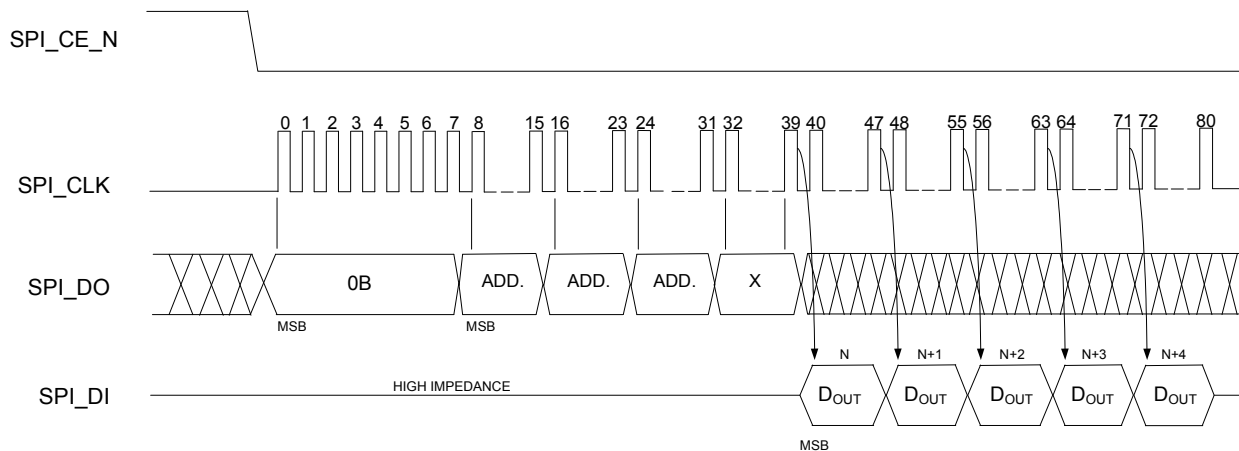 SPI_CE_N
0 1 2 3 4 5 6 7 8 15 16 23 24 31 32 39 40 47 48 55 56 63 64 71 72 80
SPI_CLK
SPI_DO
0B ADD. ADD. ADD. X
MSB MSB
N N+1 N+2 N+3 N+4
HIGH IMPEDANCE
SPI_DI
DOUT DOUT DOUT DOUT DOUT
MSB